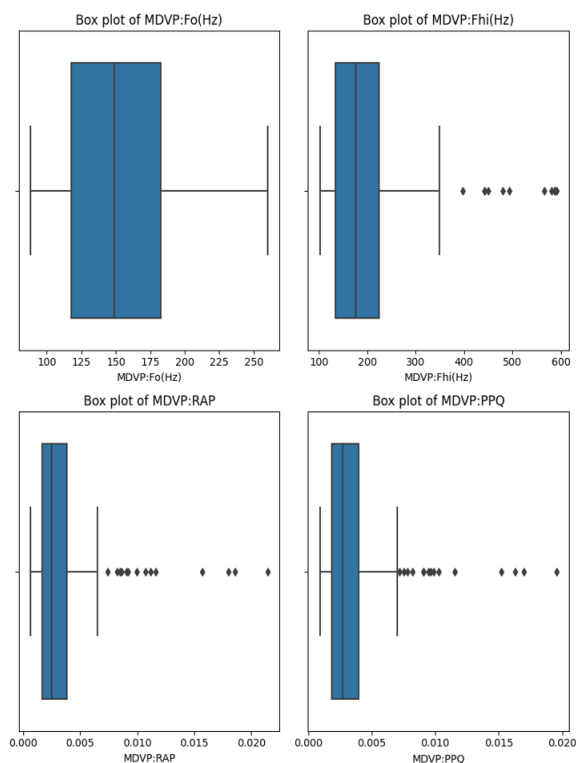 Box plot of MDVP:Fo(Hz)
100 125 150 175 200 225 250
MDVP:Fo(Hz)
Box plot of MDVP:Fhi(Hz)
100 200 300 400 500 600
MDVP:Fhi(Hz)
Box plot of MDVP:RAP
0.000 0.005 0.010 0.015 0.020
MDVP:RAP
Box plot of MDVP:PPQ
0.000 0.005 0.010 0.015 0.020
MDVP:PPQ